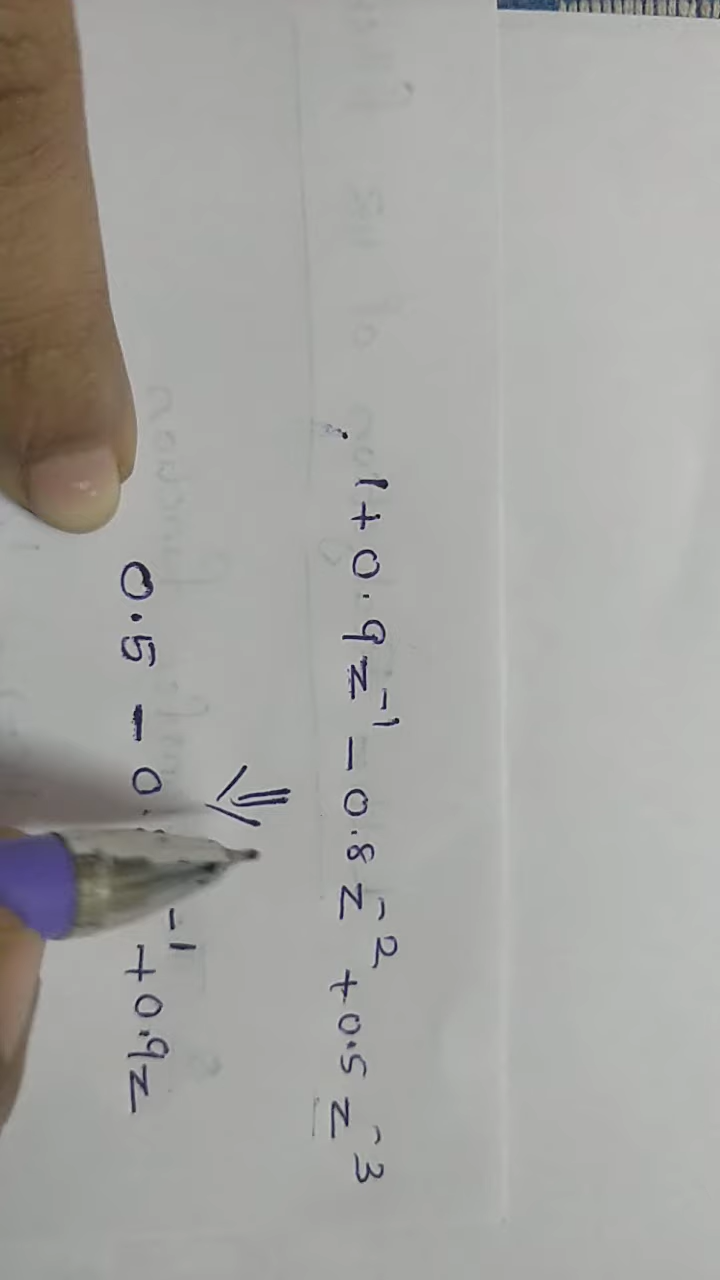 1 + 0.9z⁻¹ - 0.8z⁻² + 0.5z⁻³
⇓
0.5 - 0. ⁻¹ + 0.9z